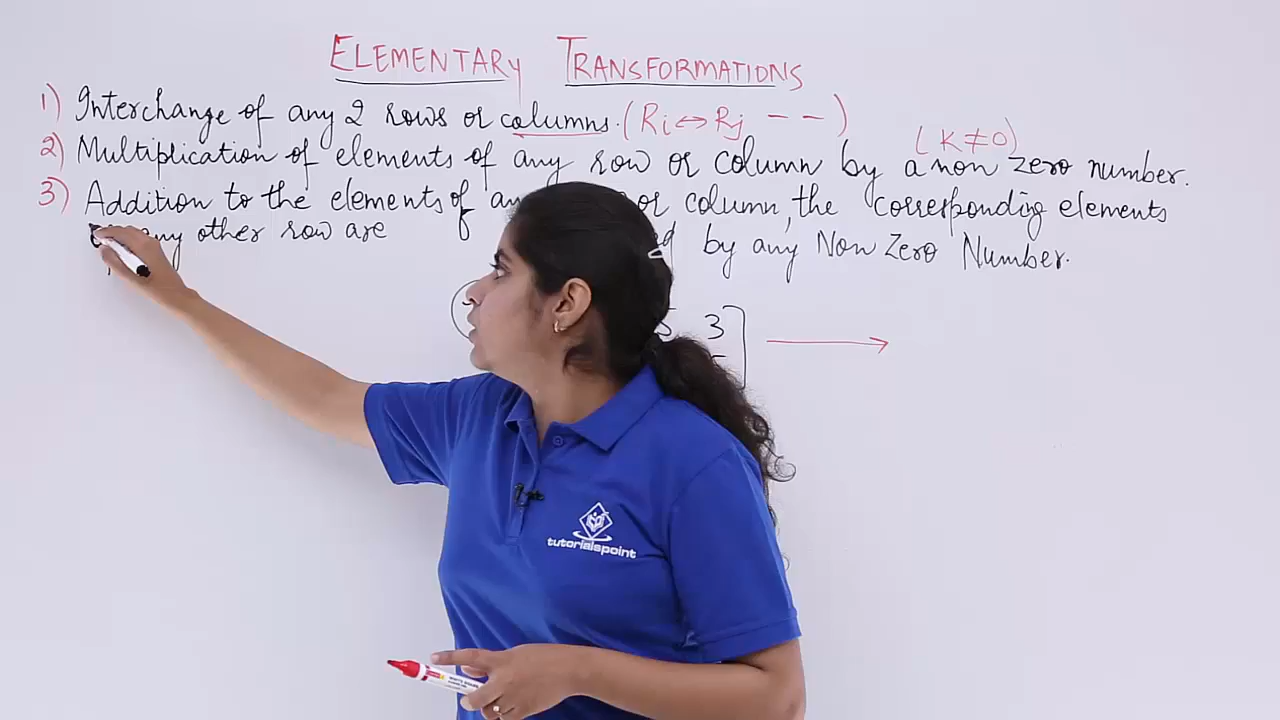 ELEMENTARY TRANSFORMATIONS
1) Interchange of any 2 rows or columns. (Ri ↔ Rj - - )
(K ≠ 0)
2) Multiplication of elements of any row or column by a non zero number.
3) Addition to the elements of or column, the corresponding elements
any other row are by any Non Zero Number.
3
tutorialspoint